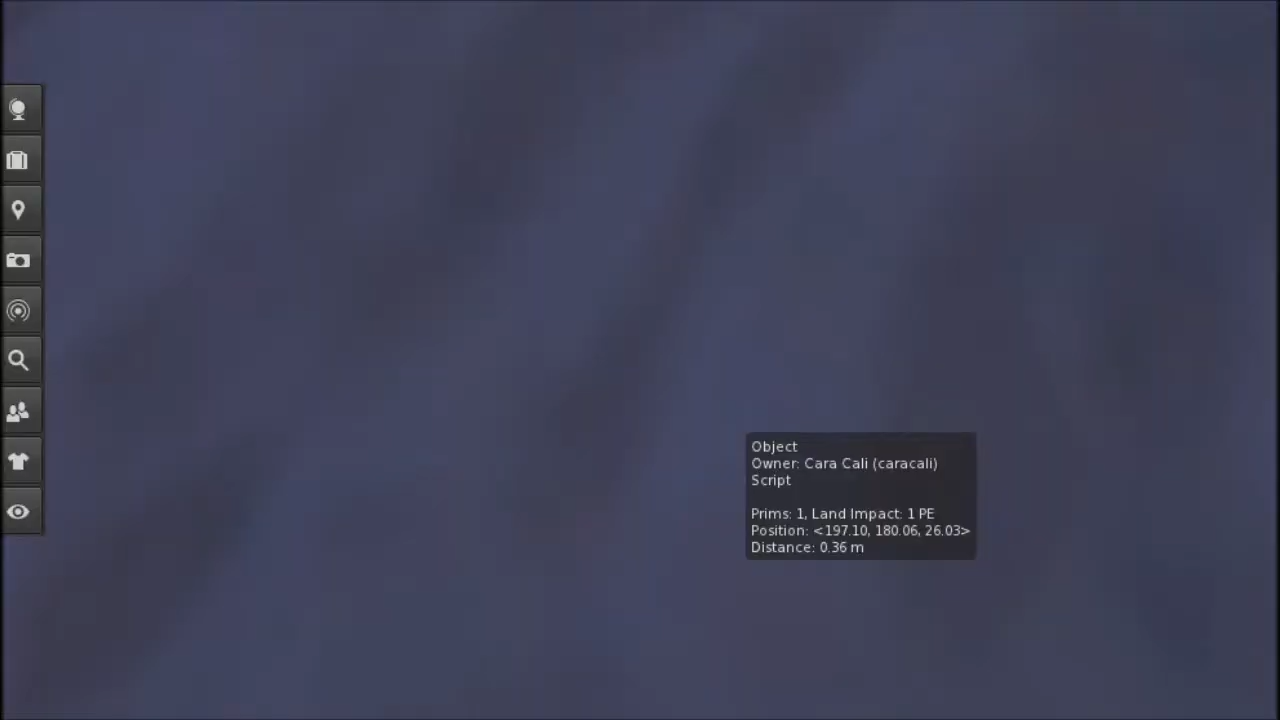 Object
Owner: Cara Cali (caracali)
Script
Prims: 1, Land Impact: 1 PE
Position: <197.10, 180.06, 26.03>
Distance: 0.36 m